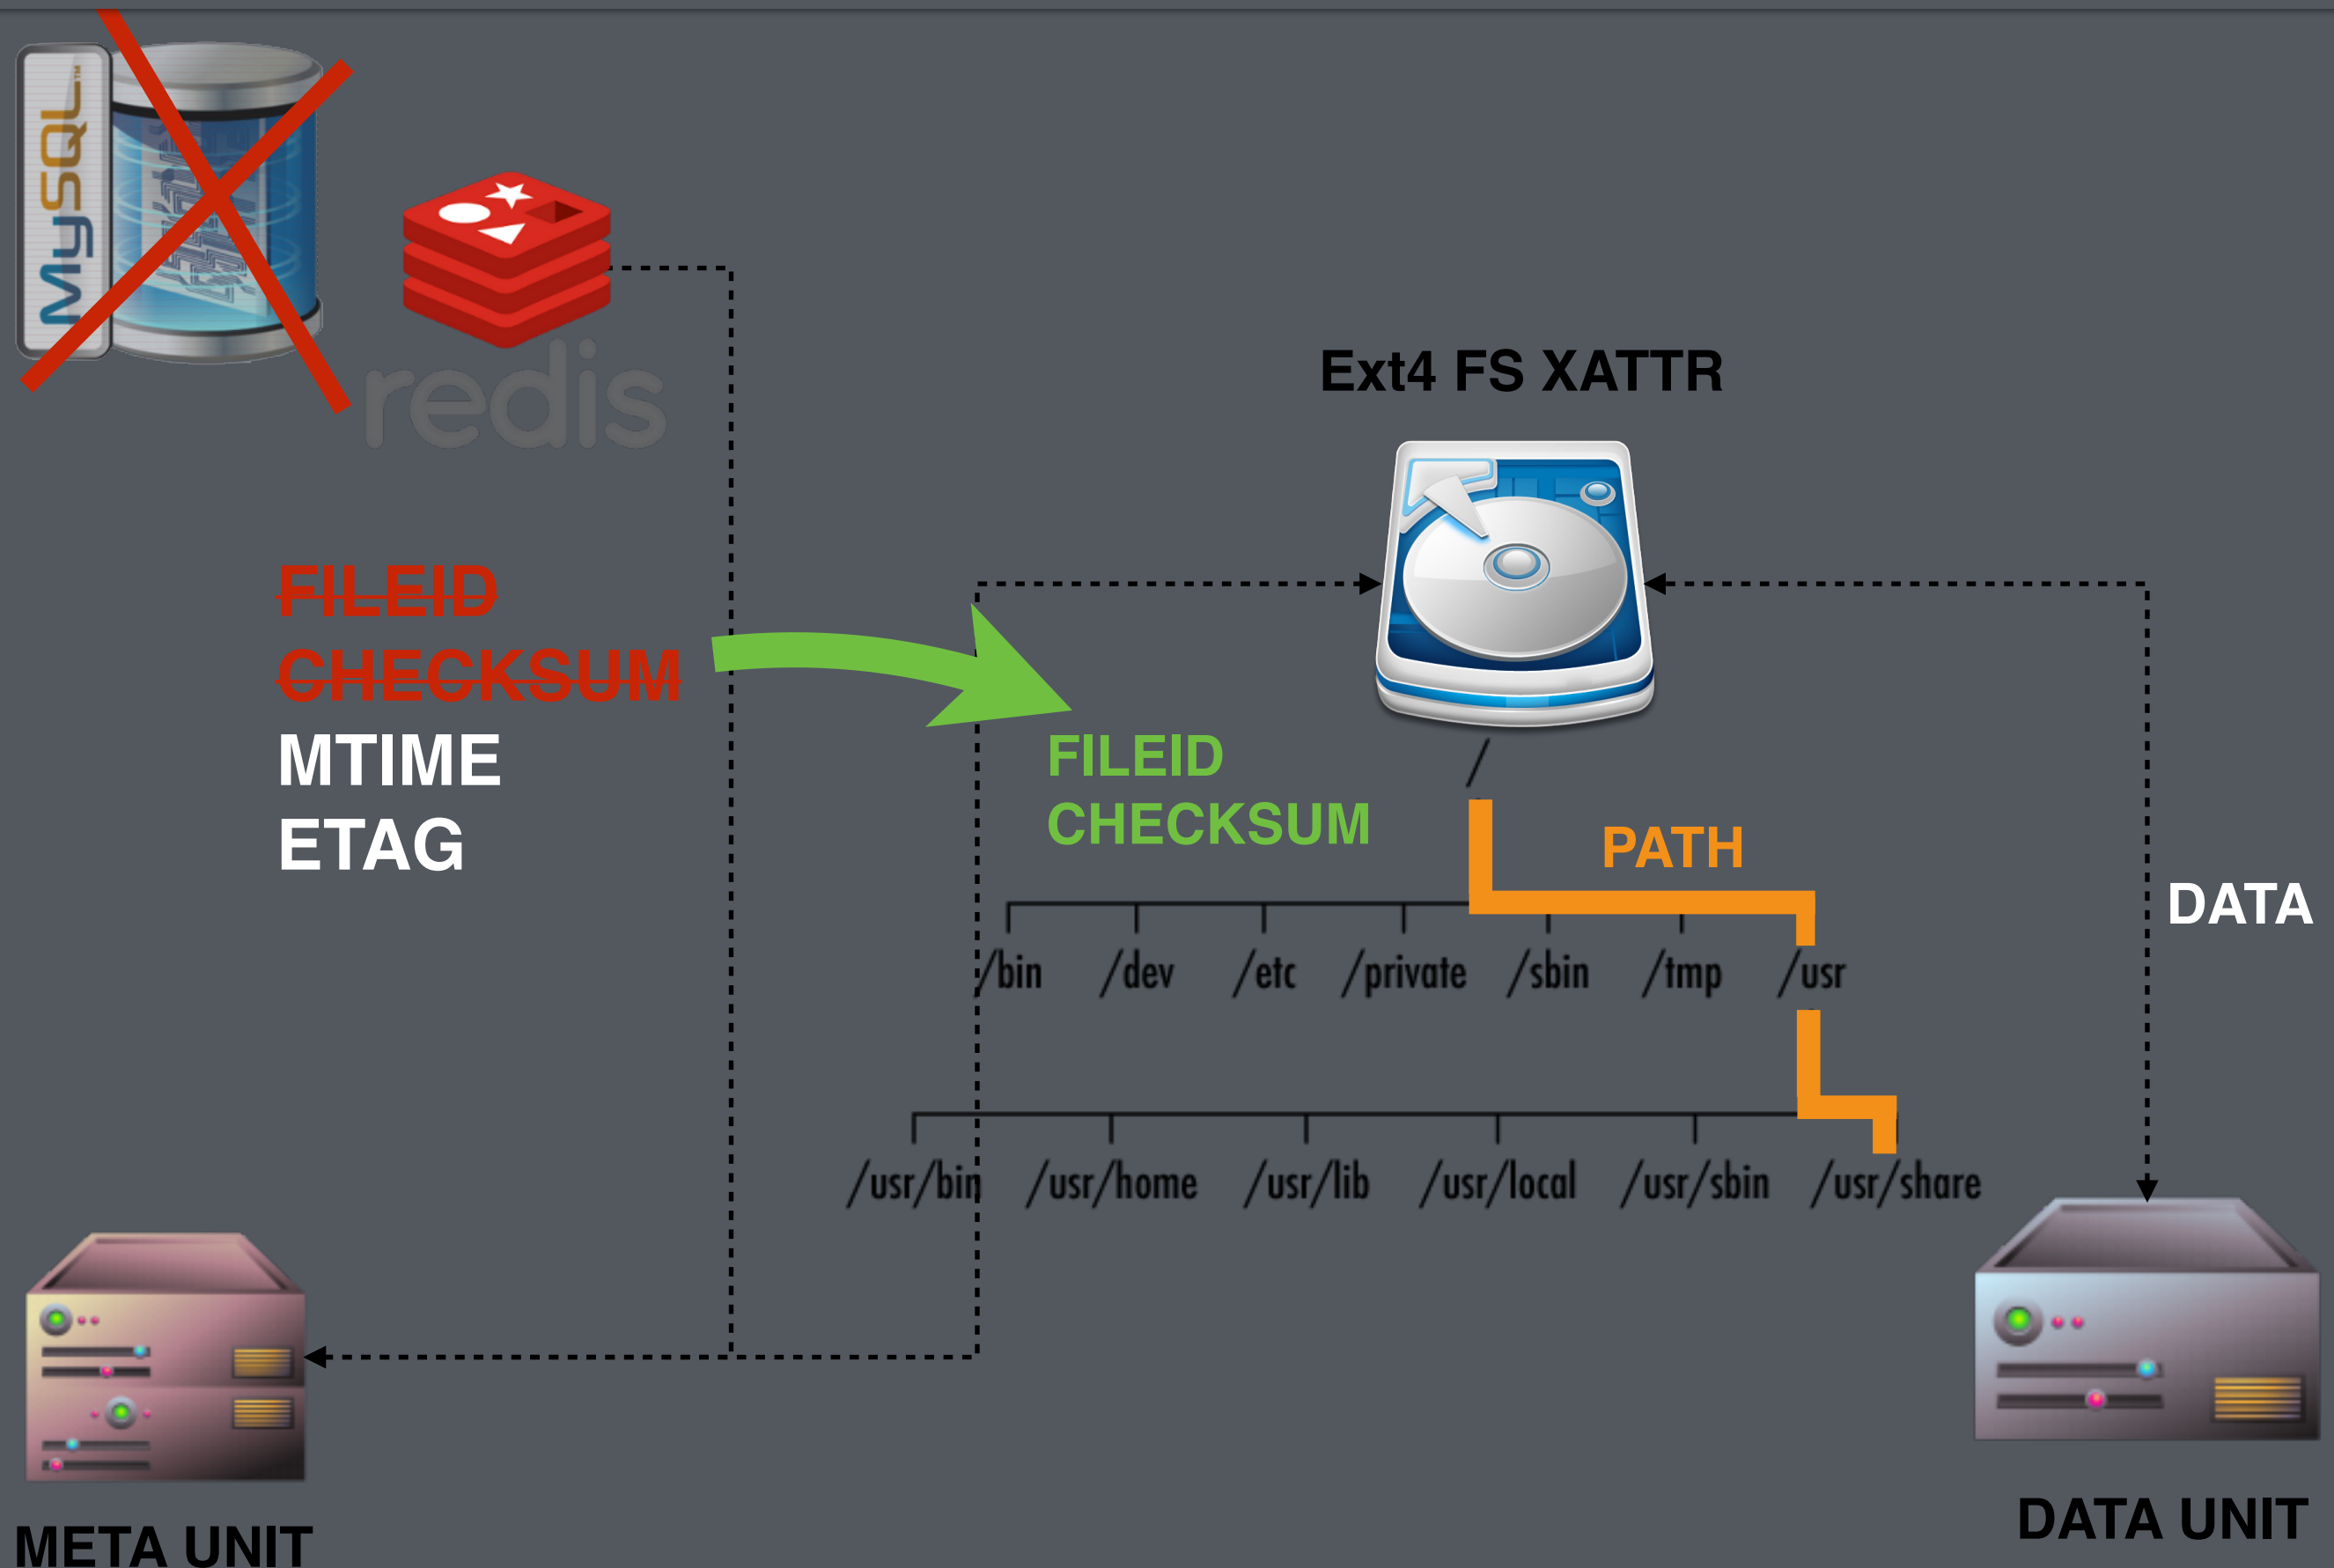 MySQL™
redis
Ext4 FS XATTR
FILEID
CHECKSUM
MTIME
ETAG
FILEID
CHECKSUM
/
PATH
DATA
/bin /dev /etc /private /sbin /tmp /usr
/usr/bin /usr/home /usr/lib /usr/local /usr/sbin /usr/share
META UNIT
DATA UNIT